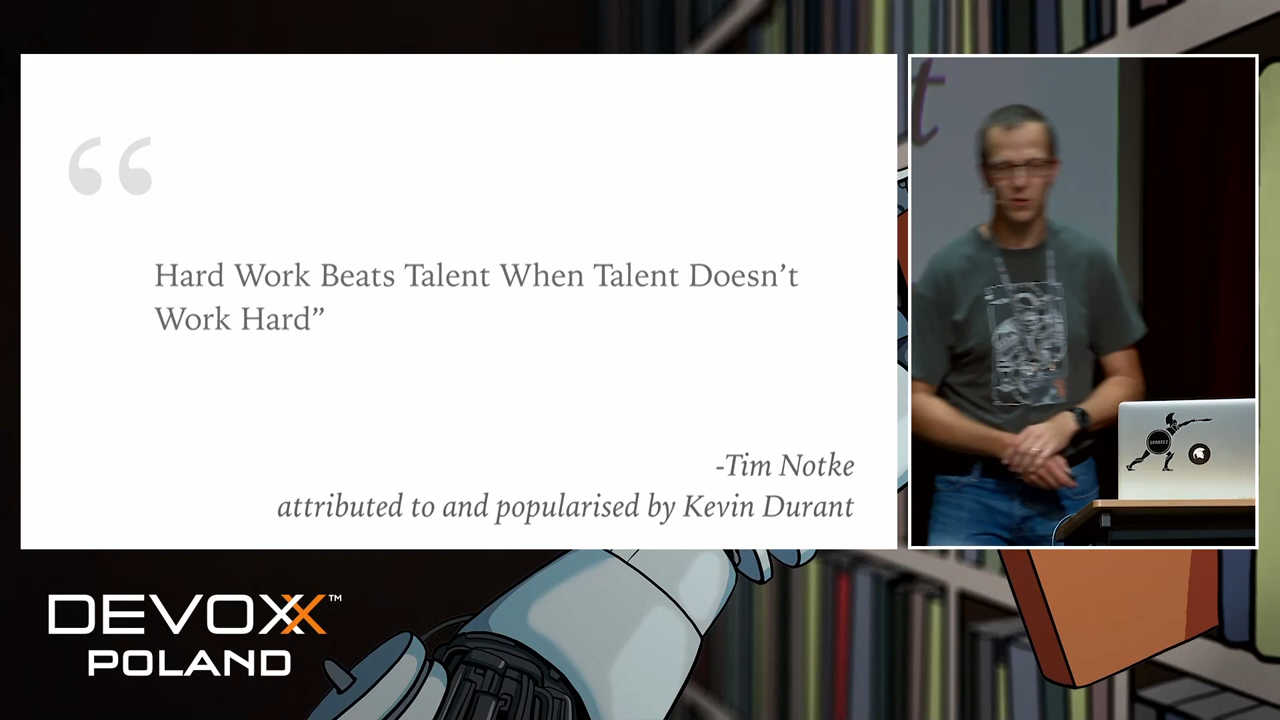 “
Hard Work Beats Talent When Talent Doesn’t
Work Hard”
-Tim Notke
attributed to and popularised by Kevin Durant
t
SPARTEZ
DEVOXX™
POLAND